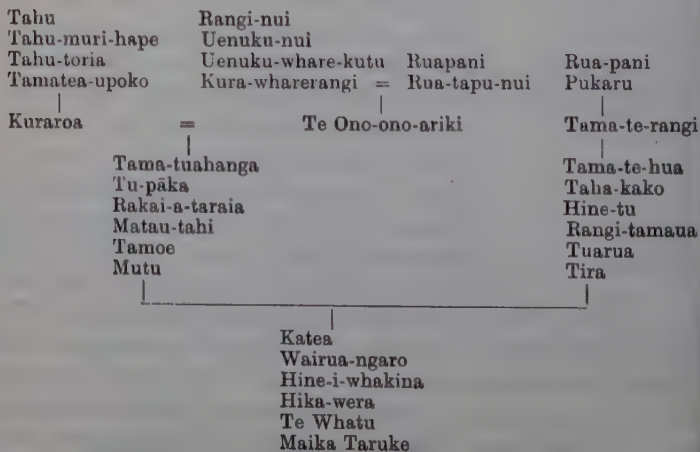 Tahu Rangi-nui
Tahu-muri-hape Uenuku-nui
Tahu-toria Uenuku-whare-kutu Ruapani Rua-pani
Tamatea-upoko Kura-wharerangi = Rua-tapu-nui Pukaru
Kuraroa = Te Ono-ono-ariki Tama-te-rangi
Tama-tuahanga Tama-te-hua
Tu-pāka Taha-kako
Rakai-a-taraia Hine-tu
Matau-tahi Rangi-tamaua
Tamoe Tuarua
Mutu Tira
Katea
Wairua-ngaro
Hine-i-whakina
Hika-wera
Te Whatu
Maika Taruke